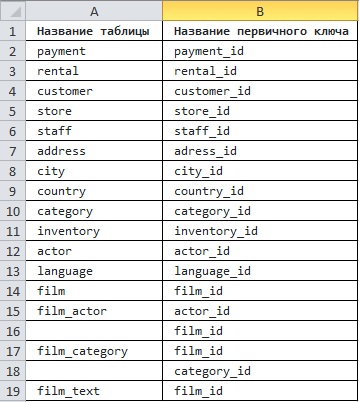 A B
1 Название таблицы Название первичного ключа
2 payment payment_id
3 rental rental_id
4 customer customer_id
5 store store_id
6 staff staff_id
7 address adress_id
8 city city_id
9 country country_id
10 category category_id
11 inventory inventory_id
12 actor actor_id
13 language language_id
14 film film_id
15 film_actor actor_id
16 film_id
17 film_category film_id
18 category_id
19 film_text film_id